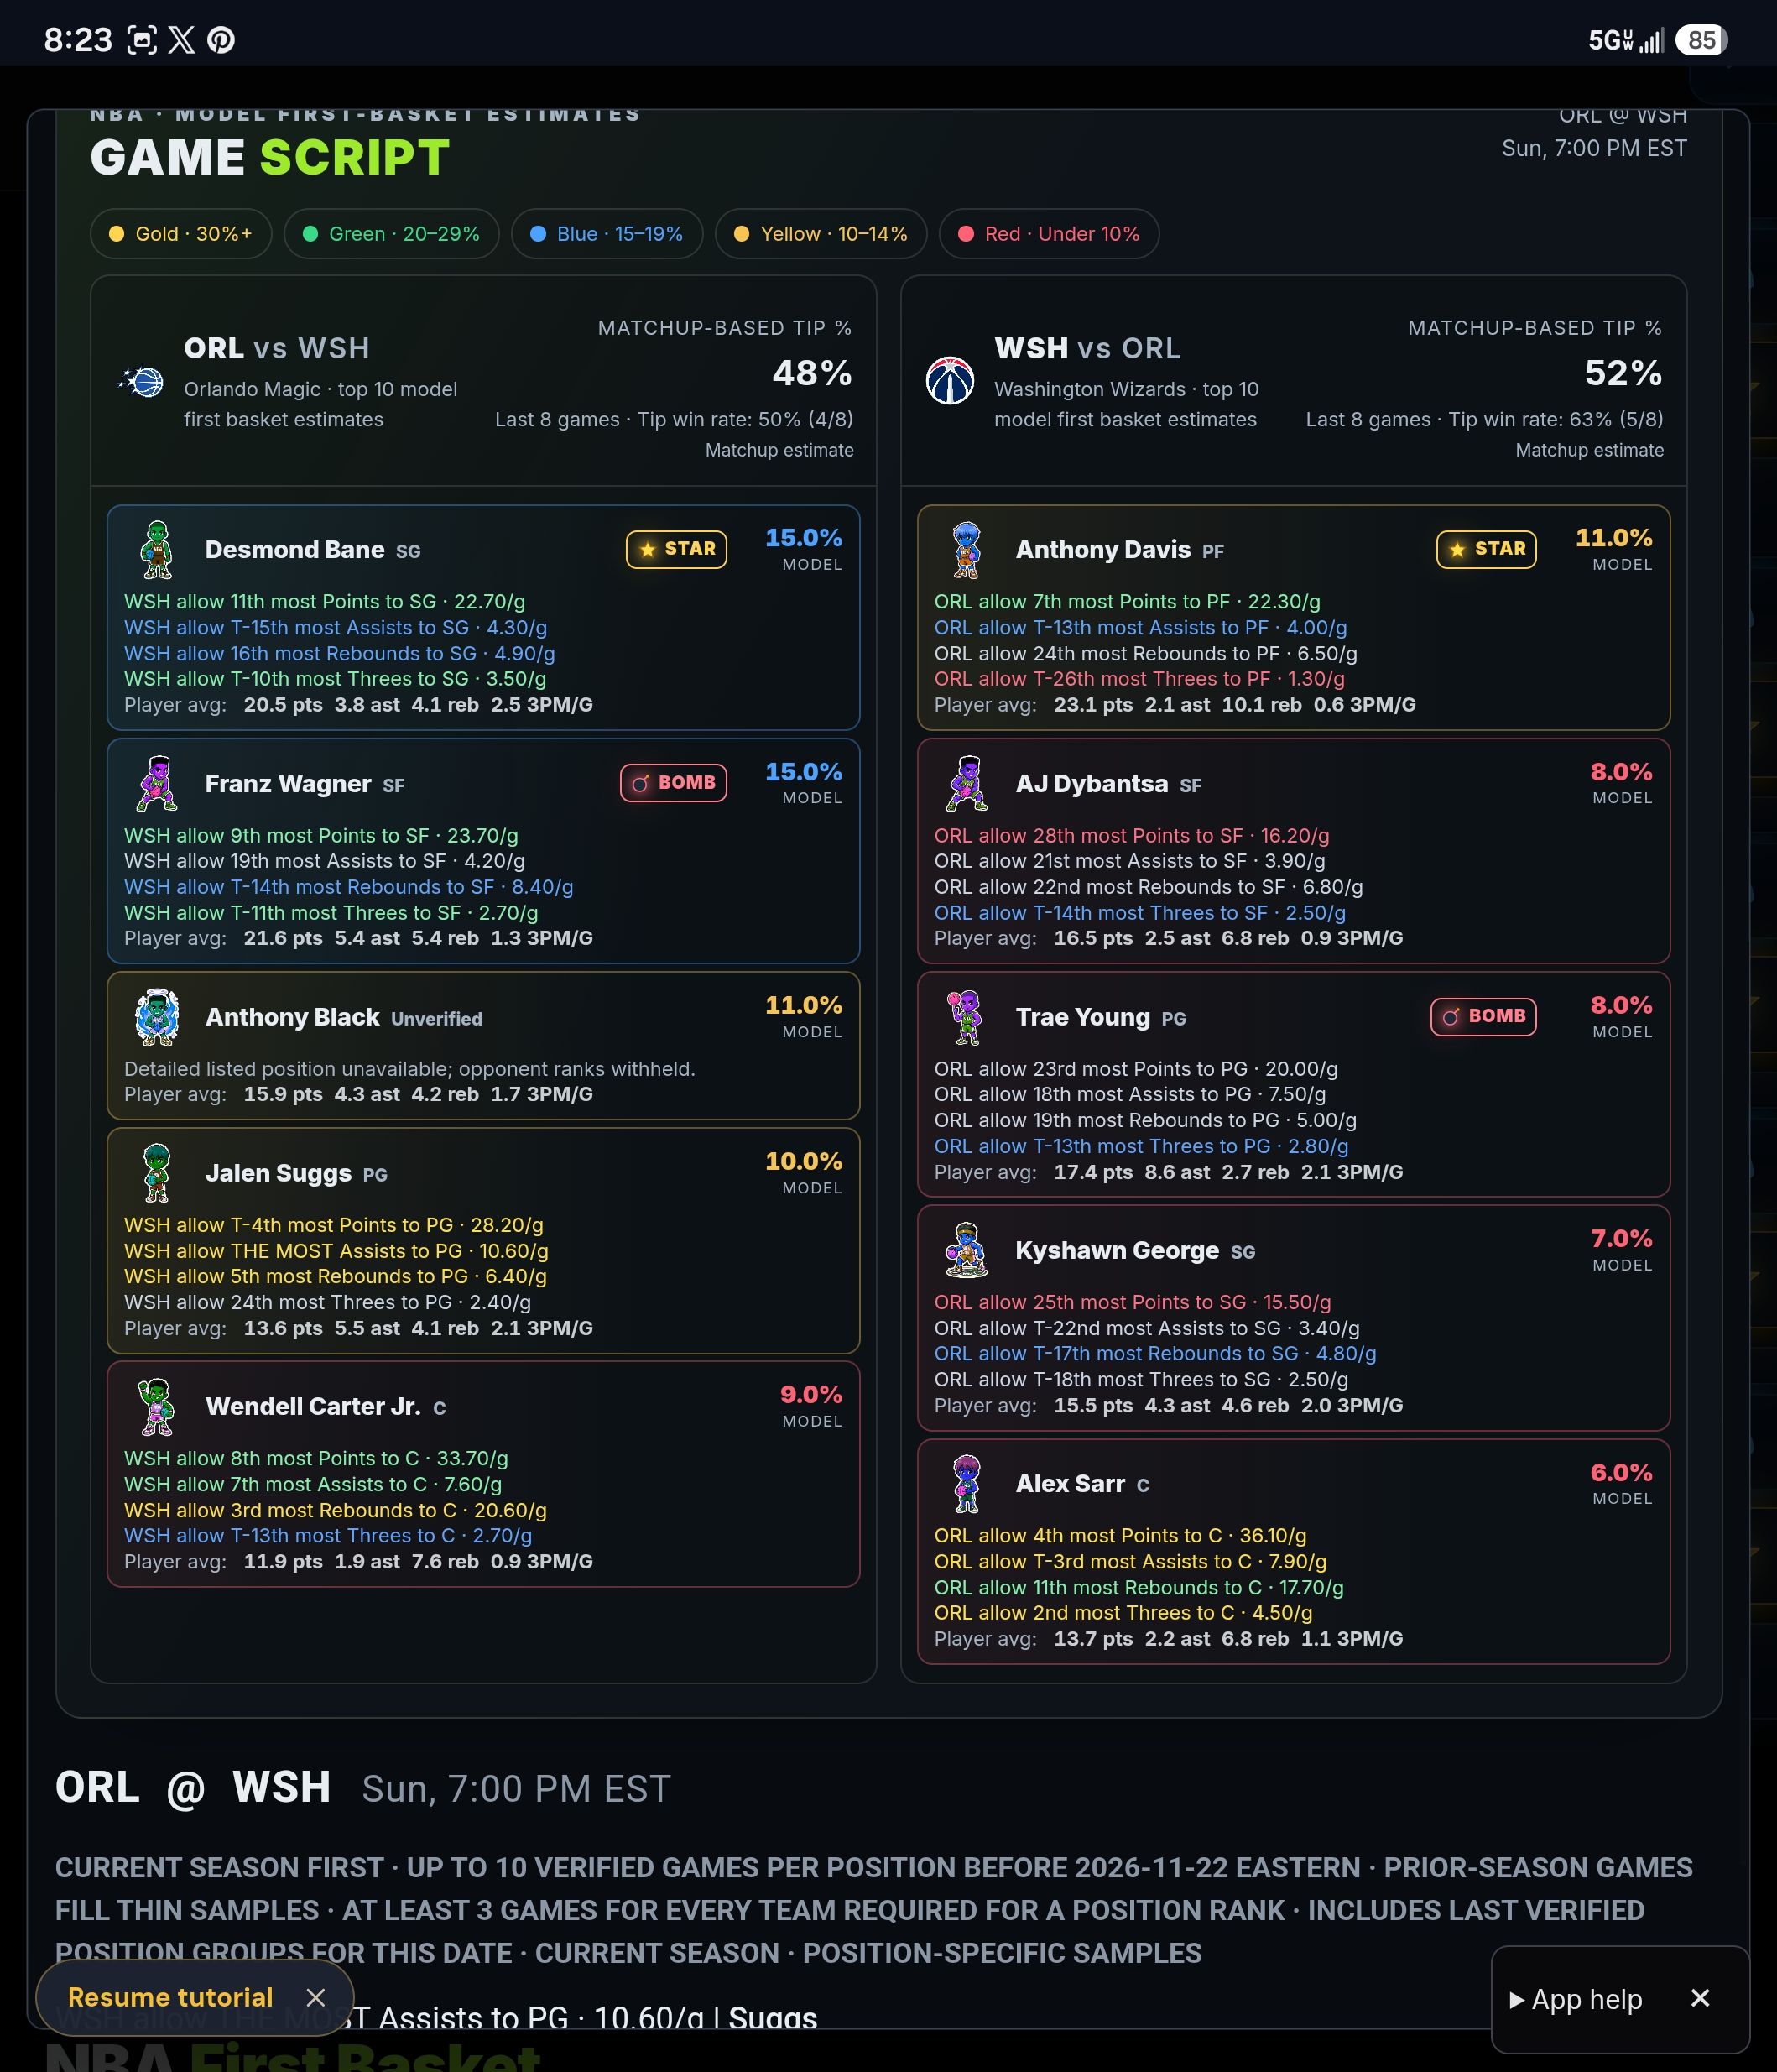 8:23
5G UW
85
NBA · MODEL FIRST-BASKET ESTIMATES
ORL @ WSH
GAME SCRIPT
Sun, 7:00 PM EST
Gold · 30%+
Green · 20–29%
Blue · 15–19%
Yellow · 10–14%
Red · Under 10%
ORL vs WSH
Orlando Magic · top 10 model
first basket estimates
MATCHUP-BASED TIP %
48%
Last 8 games · Tip win rate: 50% (4/8)
Matchup estimate
Desmond Bane SG
STAR
15.0%
MODEL
WSH allow 11th most Points to SG · 22.70/g
WSH allow T-15th most Assists to SG · 4.30/g
WSH allow 16th most Rebounds to SG · 4.90/g
WSH allow T-10th most Threes to SG · 3.50/g
Player avg: 20.5 pts 3.8 ast 4.1 reb 2.5 3PM/G
Franz Wagner SF
BOMB
15.0%
MODEL
WSH allow 9th most Points to SF · 23.70/g
WSH allow 19th most Assists to SF · 4.20/g
WSH allow T-14th most Rebounds to SF · 8.40/g
WSH allow T-11th most Threes to SF · 2.70/g
Player avg: 21.6 pts 5.4 ast 5.4 reb 1.3 3PM/G
Anthony Black Unverified
11.0%
MODEL
Detailed listed position unavailable; opponent ranks withheld.
Player avg: 15.9 pts 4.3 ast 4.2 reb 1.7 3PM/G
Jalen Suggs PG
10.0%
MODEL
WSH allow T-4th most Points to PG · 28.20/g
WSH allow THE MOST Assists to PG · 10.60/g
WSH allow 5th most Rebounds to PG · 6.40/g
WSH allow 24th most Threes to PG · 2.40/g
Player avg: 13.6 pts 5.5 ast 4.1 reb 2.1 3PM/G
Wendell Carter Jr. C
9.0%
MODEL
WSH allow 8th most Points to C · 33.70/g
WSH allow 7th most Assists to C · 7.60/g
WSH allow 3rd most Rebounds to C · 20.60/g
WSH allow T-13th most Threes to C · 2.70/g
Player avg: 11.9 pts 1.9 ast 7.6 reb 0.9 3PM/G
WSH vs ORL
Washington Wizards · top 10
model first basket estimates
MATCHUP-BASED TIP %
52%
Last 8 games · Tip win rate: 63% (5/8)
Matchup estimate
Anthony Davis PF
STAR
11.0%
MODEL
ORL allow 7th most Points to PF · 22.30/g
ORL allow T-13th most Assists to PF · 4.00/g
ORL allow 24th most Rebounds to PF · 6.50/g
ORL allow T-26th most Threes to PF · 1.30/g
Player avg: 23.1 pts 2.1 ast 10.1 reb 0.6 3PM/G
AJ Dybantsa SF
8.0%
MODEL
ORL allow 28th most Points to SF · 16.20/g
ORL allow 21st most Assists to SF · 3.90/g
ORL allow 22nd most Rebounds to SF · 6.80/g
ORL allow T-14th most Threes to SF · 2.50/g
Player avg: 16.5 pts 2.5 ast 6.8 reb 0.9 3PM/G
Trae Young PG
BOMB
8.0%
MODEL
ORL allow 23rd most Points to PG · 20.00/g
ORL allow 18th most Assists to PG · 7.50/g
ORL allow 19th most Rebounds to PG · 5.00/g
ORL allow T-13th most Threes to PG · 2.80/g
Player avg: 17.4 pts 8.6 ast 2.7 reb 2.1 3PM/G
Kyshawn George SG
7.0%
MODEL
ORL allow 25th most Points to SG · 15.50/g
ORL allow T-22nd most Assists to SG · 3.40/g
ORL allow T-17th most Rebounds to SG · 4.80/g
ORL allow T-18th most Threes to SG · 2.50/g
Player avg: 15.5 pts 4.3 ast 4.6 reb 2.0 3PM/G
Alex Sarr C
6.0%
MODEL
ORL allow 4th most Points to C · 36.10/g
ORL allow T-3rd most Assists to C · 7.90/g
ORL allow 11th most Rebounds to C · 17.70/g
ORL allow 2nd most Threes to C · 4.50/g
Player avg: 13.7 pts 2.2 ast 6.8 reb 1.1 3PM/G
ORL @ WSH Sun, 7:00 PM EST
CURRENT SEASON FIRST · UP TO 10 VERIFIED GAMES PER POSITION BEFORE 2026-11-22 EASTERN · PRIOR-SEASON GAMES
FILL THIN SAMPLES · AT LEAST 3 GAMES FOR EVERY TEAM REQUIRED FOR A POSITION RANK · INCLUDES LAST VERIFIED
POSITION GROUPS FOR THIS DATE · CURRENT SEASON · POSITION-SPECIFIC SAMPLES
WSH allow THE MOST Assists to PG · 10.60/g | Suggs
Resume tutorial
App help
NBA First Basket